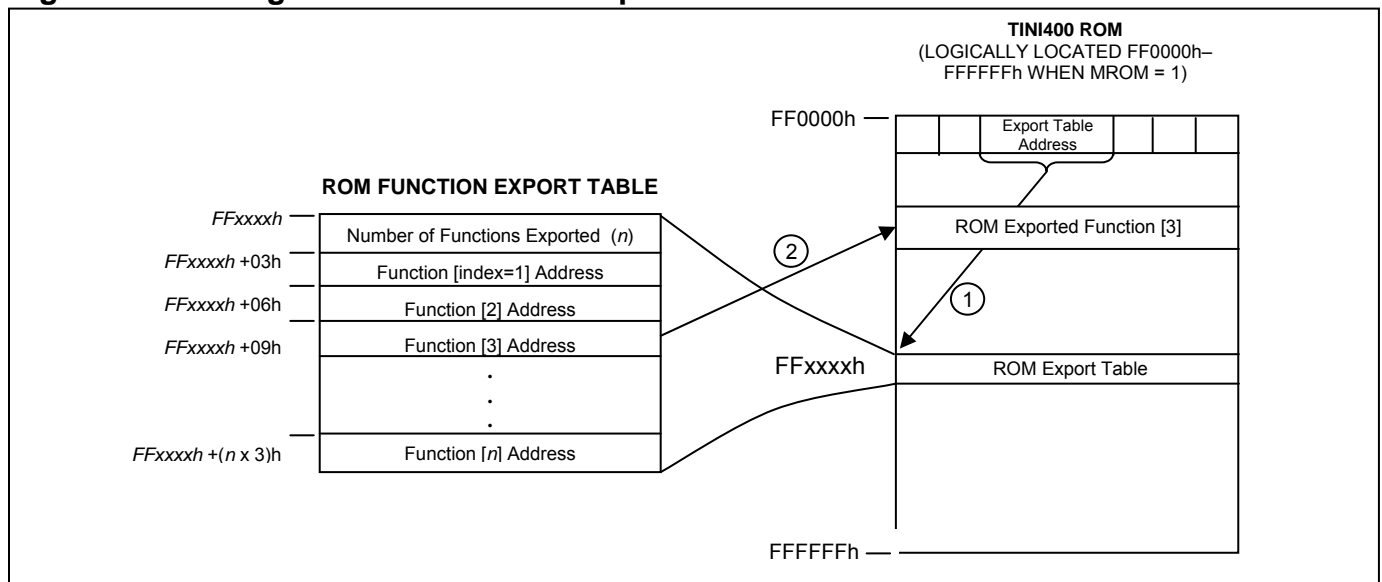 TINI400 ROM
(LOGICALLY LOCATED FF0000h–
FFFFFFh WHEN MROM = 1)
FF0000h
Export Table
Address
ROM FUNCTION EXPORT TABLE
FFxxxxh
Number of Functions Exported (n)
ROM Exported Function [3]
2
FFxxxxh +03h
Function [index=1] Address
1
FFxxxxh +06h
Function [2] Address
FFxxxxh +09h
Function [3] Address
FFxxxxh
ROM Export Table
.
.
.
FFxxxxh +(n x 3)h
Function [n] Address
FFFFFFh